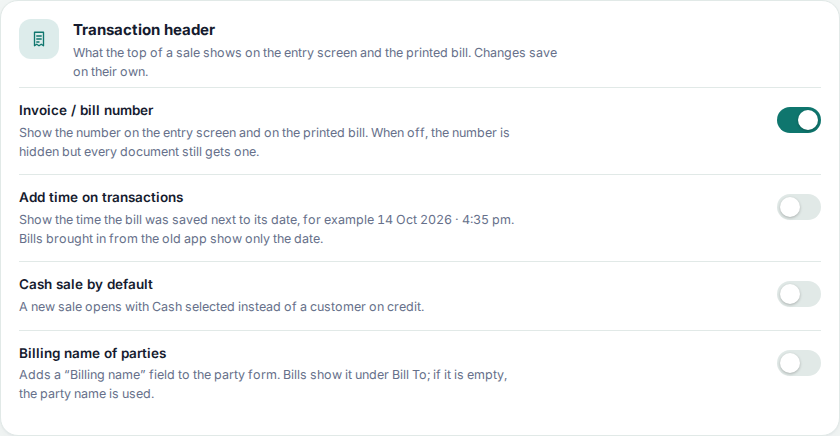 Transaction header
What the top of a sale shows on the entry screen and the printed bill. Changes save
on their own.
Invoice / bill number
Show the number on the entry screen and on the printed bill. When off, the number is
hidden but every document still gets one.
Add time on transactions
Show the time the bill was saved next to its date, for example 14 Oct 2026 · 4:35 pm.
Bills brought in from the old app show only the date.
Cash sale by default
A new sale opens with Cash selected instead of a customer on credit.
Billing name of parties
Adds a “Billing name” field to the party form. Bills show it under Bill To; if it is empty,
the party name is used.